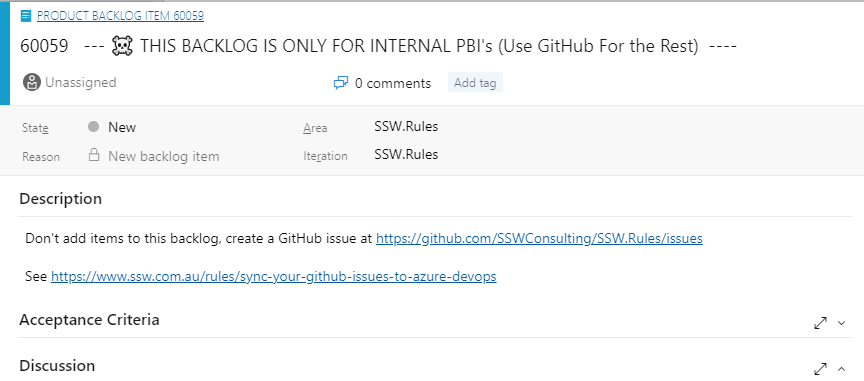 PRODUCT BACKLOG ITEM 60059
60059 --- ☠ THIS BACKLOG IS ONLY FOR INTERNAL PBI's (Use GitHub For the Rest) ----
Unassigned
0 comments
Add tag
State
New
Area
SSW.Rules
Reason
New backlog item
Iteration
SSW.Rules
Description
Don't add items to this backlog, create a GitHub issue at https://github.com/SSWConsulting/SSW.Rules/issues
See https://www.ssw.com.au/rules/sync-your-github-issues-to-azure-devops
Acceptance Criteria
Discussion